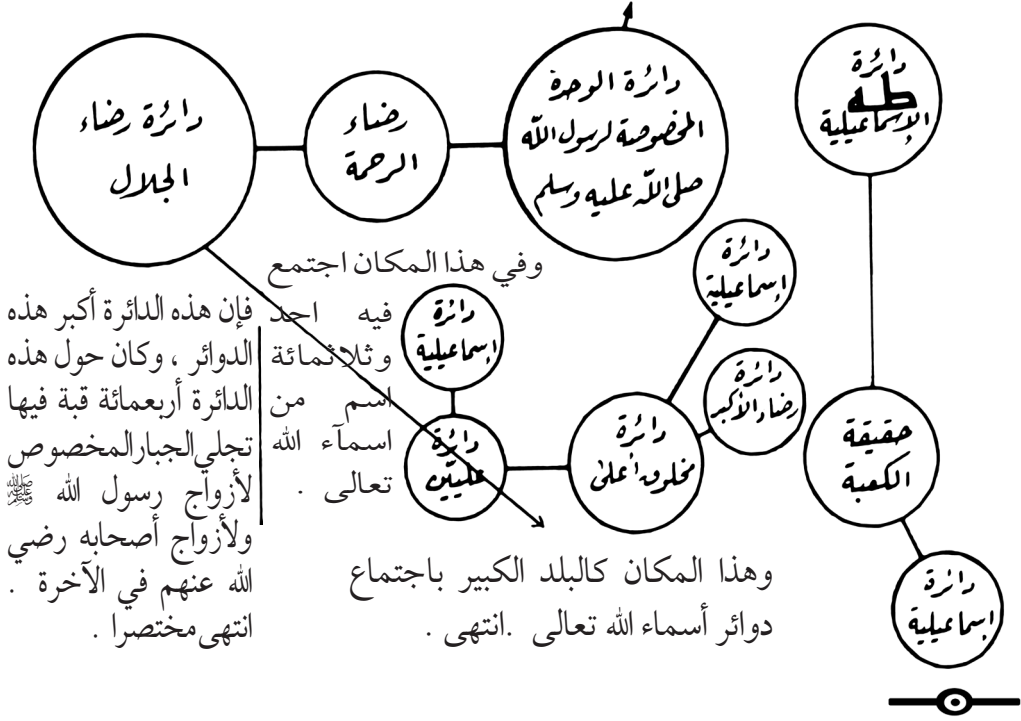 دائرة
طه
الإسماعيلية
دائرة الوحدة
المخصوصة لرسول الله
صلى الله عليه وسلم
رضاء
الرحمة
دائرة رضاء
الجلال
دائرة
إسماعيلية
دائرة
رضاء الأكبر
حقيقة
الكعبة
دائرة
إسماعيلية
دائرة
مخلوق أعلى
دائرة
إسماعيلية
دائرة
عليّين
وفي هذا المكان اجتمع
فيه احد
وثلاثمائة
اسم من
اسمآء الله
تعالى .
فإن هذه الدائرة أكبر هذه
الدوائر ، وكان حول هذه
الدائرة أربعمائة قبة فيها
تجلي الجبار المخصوص
لأزواج رسول الله ﷺ
ولأزواج أصحابه رضي
الله عنهم في الآخرة .
انتهى مختصرا .
وهذا المكان كالبلد الكبير باجتماع
دوائر أسماء الله تعالى .انتهى .